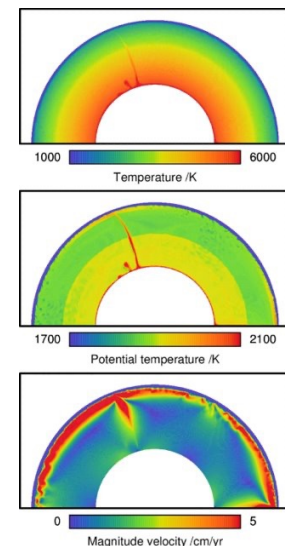 1000 6000
Temperature /K
1700 2100
Potential temperature /K
0 5
Magnitude velocity /cm/yr